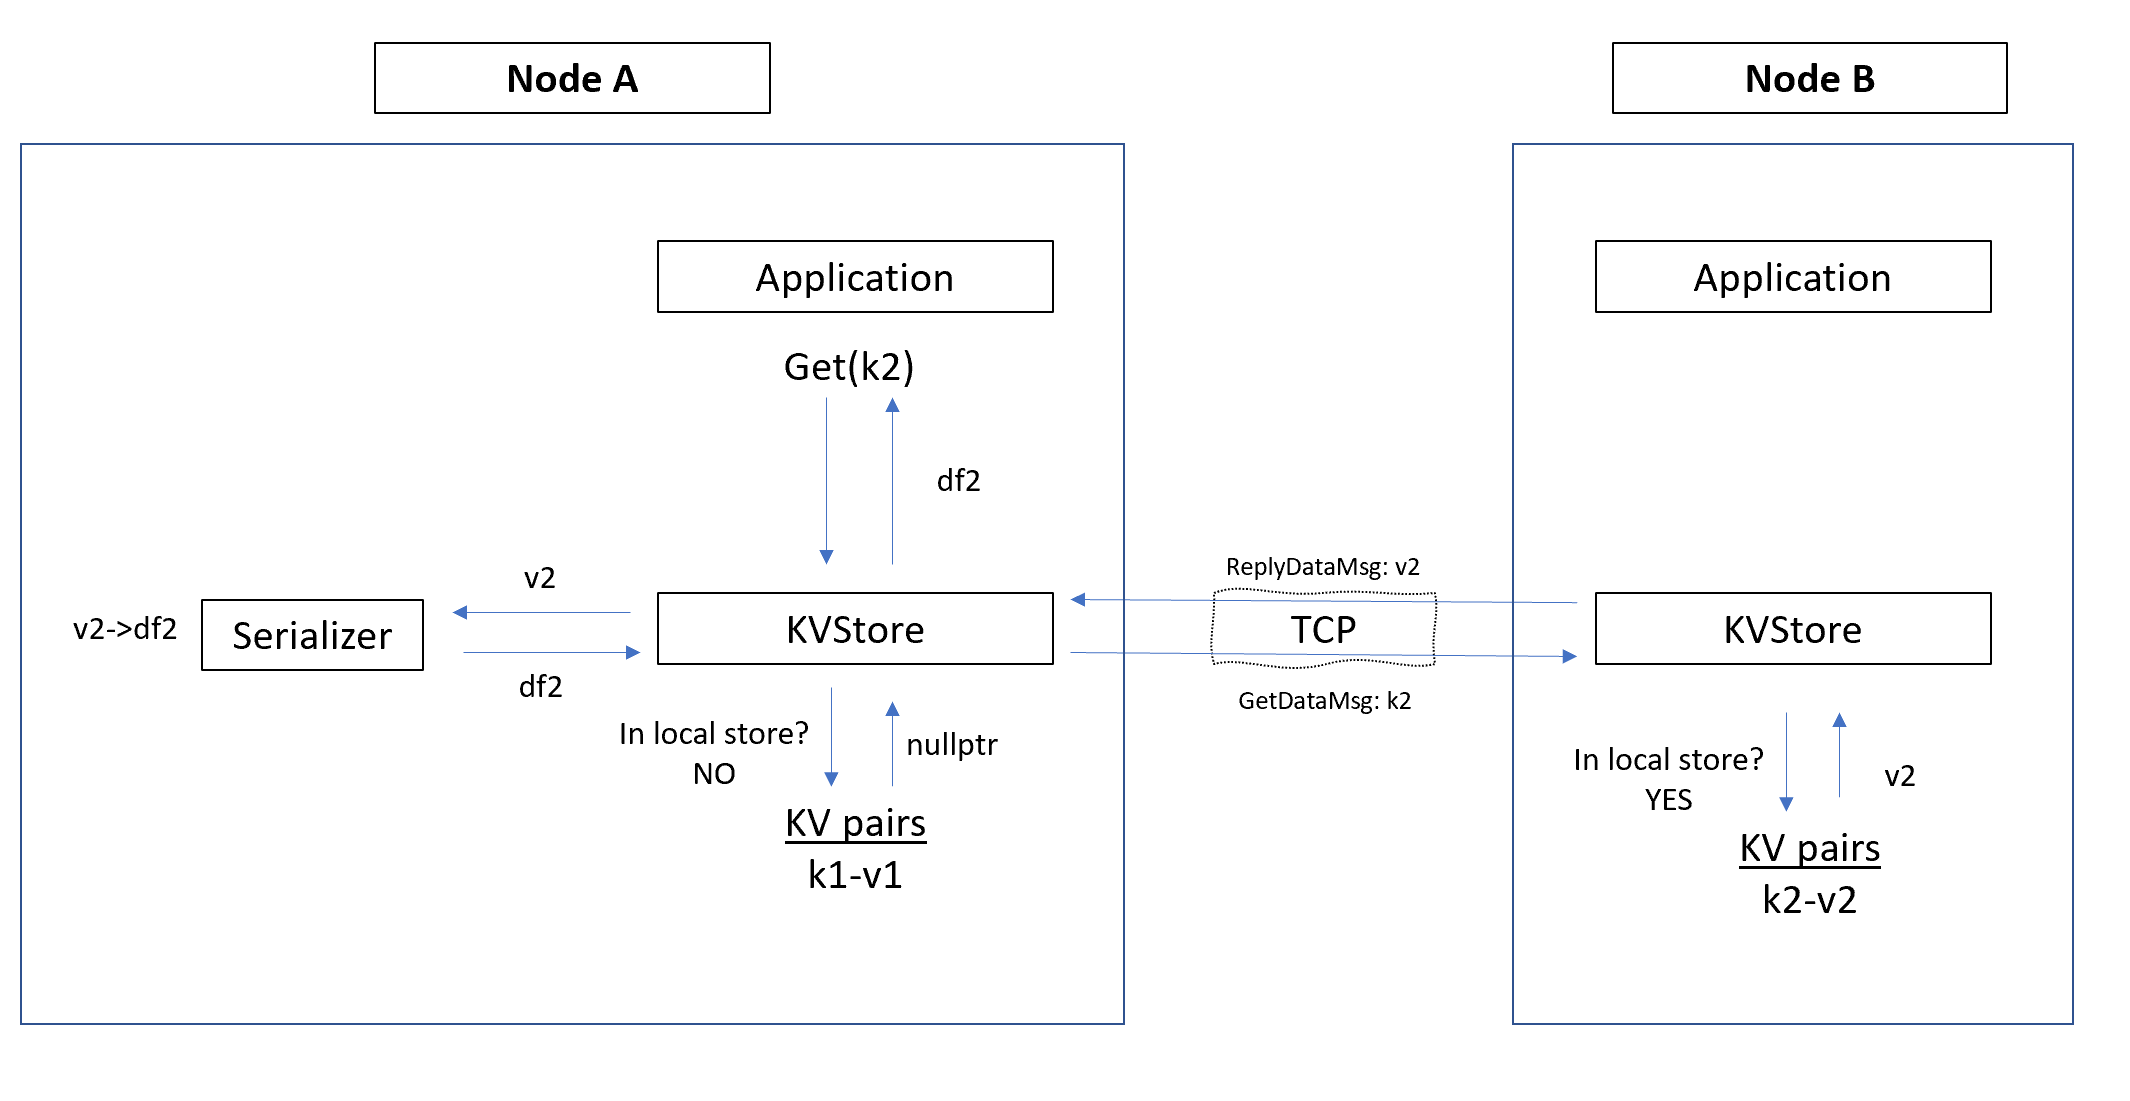 Node A
Node B
Application
Application
Get(k2)
df2
ReplyDataMsg: v2
v2
v2->df2
Serializer
KVStore
TCP
KVStore
df2
GetDataMsg: k2
In local store?
NO
nullptr
In local store?
YES
v2
KV pairs
k1-v1
KV pairs
k2-v2